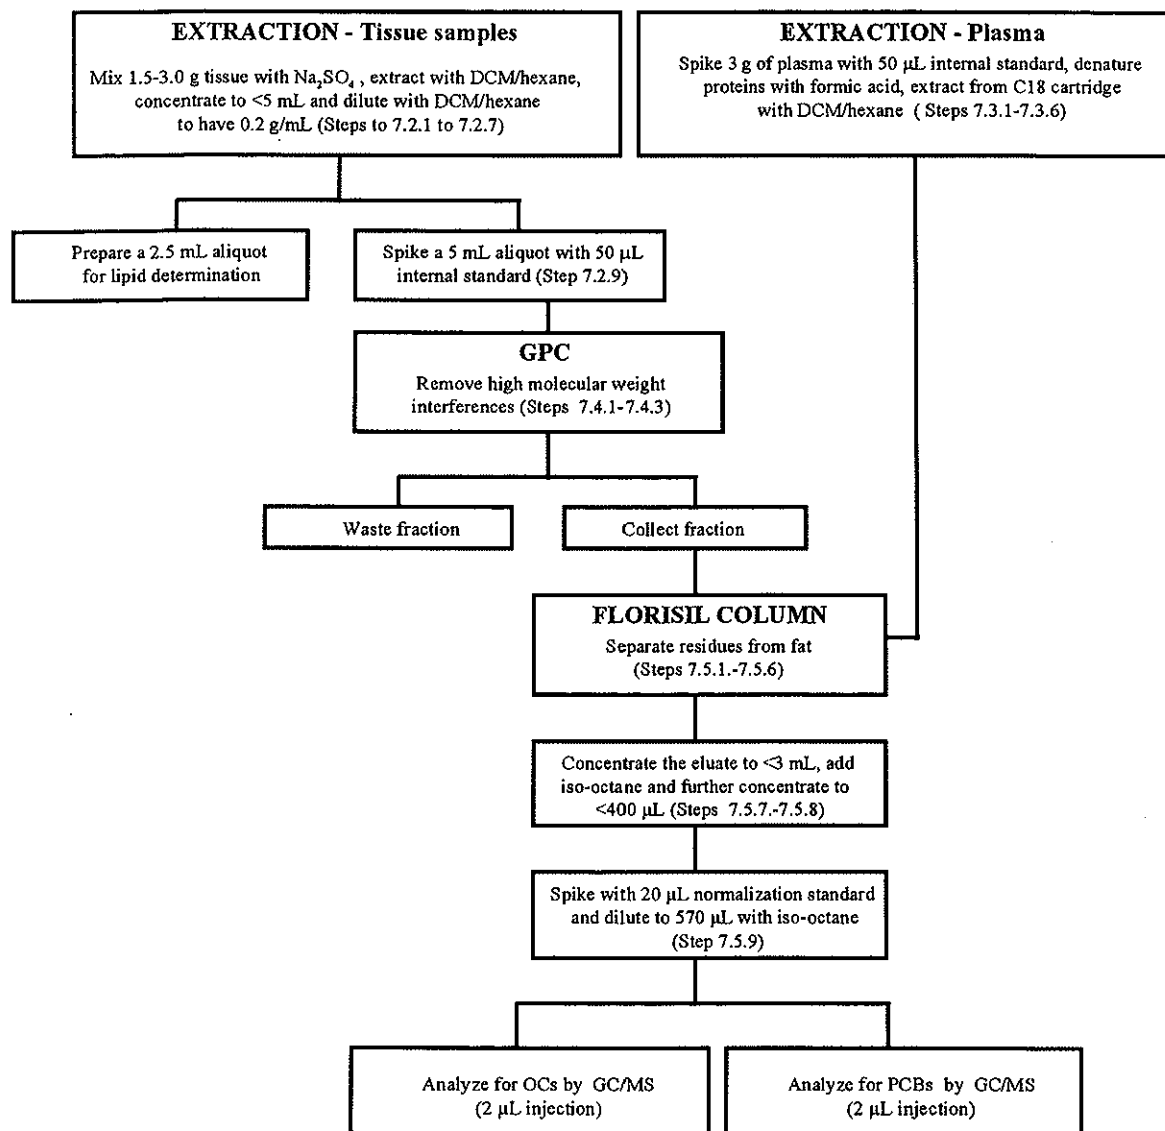 EXTRACTION - Tissue samples
Mix 1.5-3.0 g tissue with Na₂SO₄ , extract with DCM/hexane,
concentrate to <5 mL and dilute with DCM/hexane
to have 0.2 g/mL (Steps to 7.2.1 to 7.2.7)
EXTRACTION - Plasma
Spike 3 g of plasma with 50 µL internal standard, denature
proteins with formic acid, extract from C18 cartridge
with DCM/hexane ( Steps 7.3.1-7.3.6)
Prepare a 2.5 mL aliquot
for lipid determination
Spike a 5 mL aliquot with 50 µL
internal standard (Step 7.2.9)
GPC
Remove high molecular weight
interferences (Steps 7.4.1-7.4.3)
Waste fraction
Collect fraction
FLORISIL COLUMN
Separate residues from fat
(Steps 7.5.1.-7.5.6)
Concentrate the eluate to <3 mL, add
iso-octane and further concentrate to
<400 µL (Steps 7.5.7.-7.5.8)
Spike with 20 µL normalization standard
and dilute to 570 µL with iso-octane
(Step 7.5.9)
Analyze for OCs by GC/MS
(2 µL injection)
Analyze for PCBs by GC/MS
(2 µL injection)